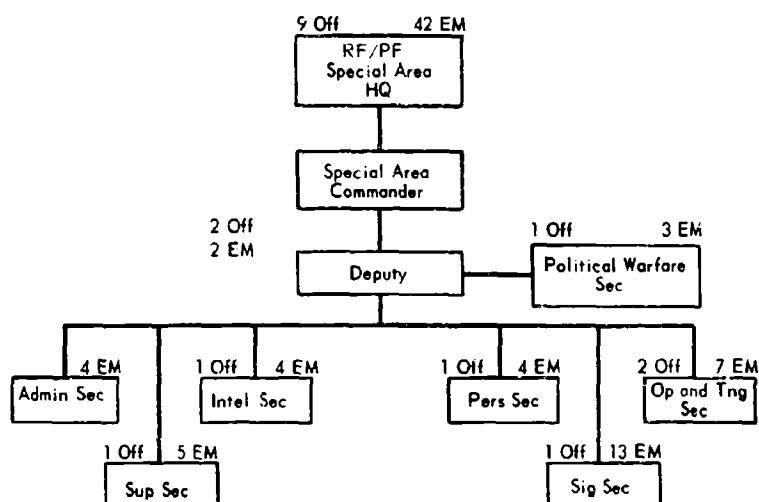 9 Off 42 EM
RF/PF
Special Area
HQ
Special Area
Commander
2 Off
2 EM
Deputy
1 Off 3 EM
Political Warfare
Sec
4 EM
Admin Sec
1 Off 4 EM
Intel Sec
1 Off 4 EM
Pers Sec
2 Off 7 EM
Op and Tng
Sec
1 Off 5 EM
Sup Sec
1 Off 13 EM
Sig Sec